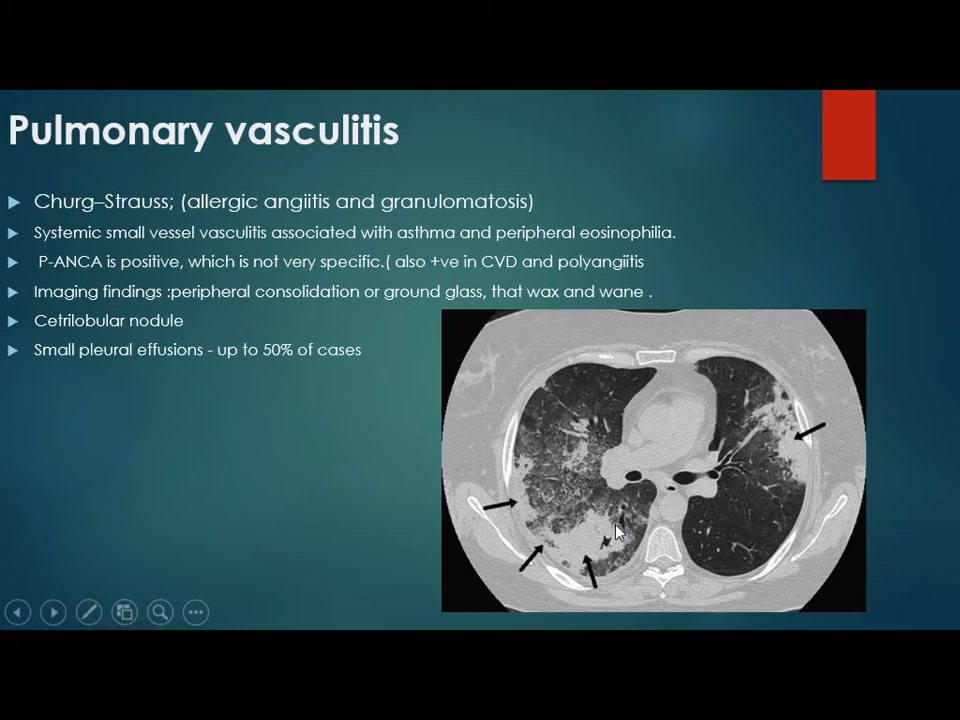 Pulmonary vasculitis
Churg–Strauss; (allergic angiitis and granulomatosis)
Systemic small vessel vasculitis associated with asthma and peripheral eosinophilia.
P-ANCA is positive, which is not very specific.( also +ve in CVD and polyangiitis
Imaging findings :peripheral consolidation or ground glass, that wax and wane .
Cetrilobular nodule
Small pleural effusions - up to 50% of cases